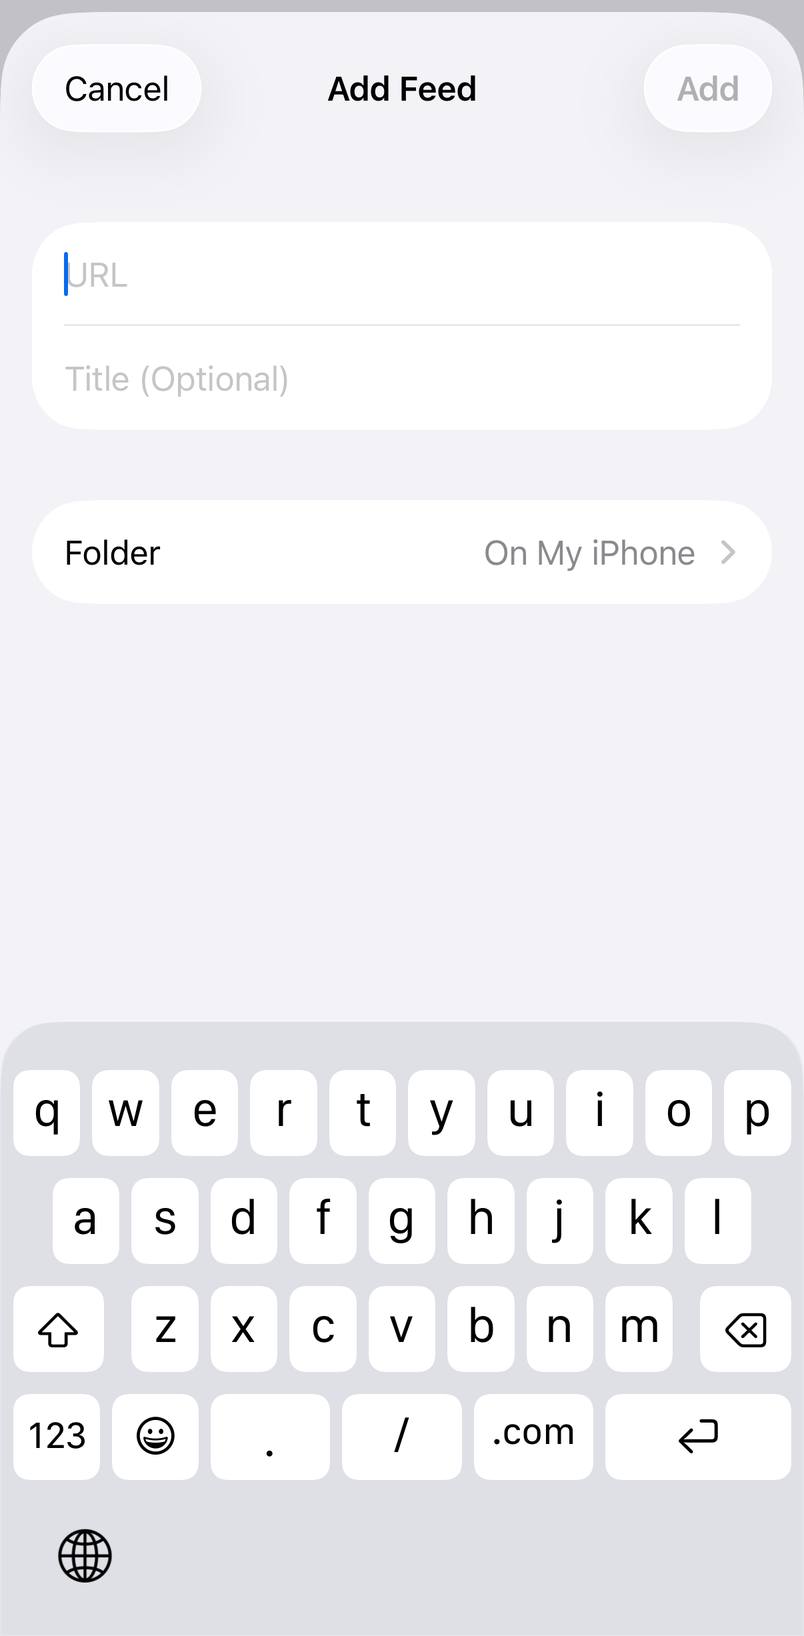 Cancel Add Feed Add
URL
Title (Optional)
Folder On My iPhone
q w e r t y u i o p
a s d f g h j k l
z x c v b n m
123 . / .com